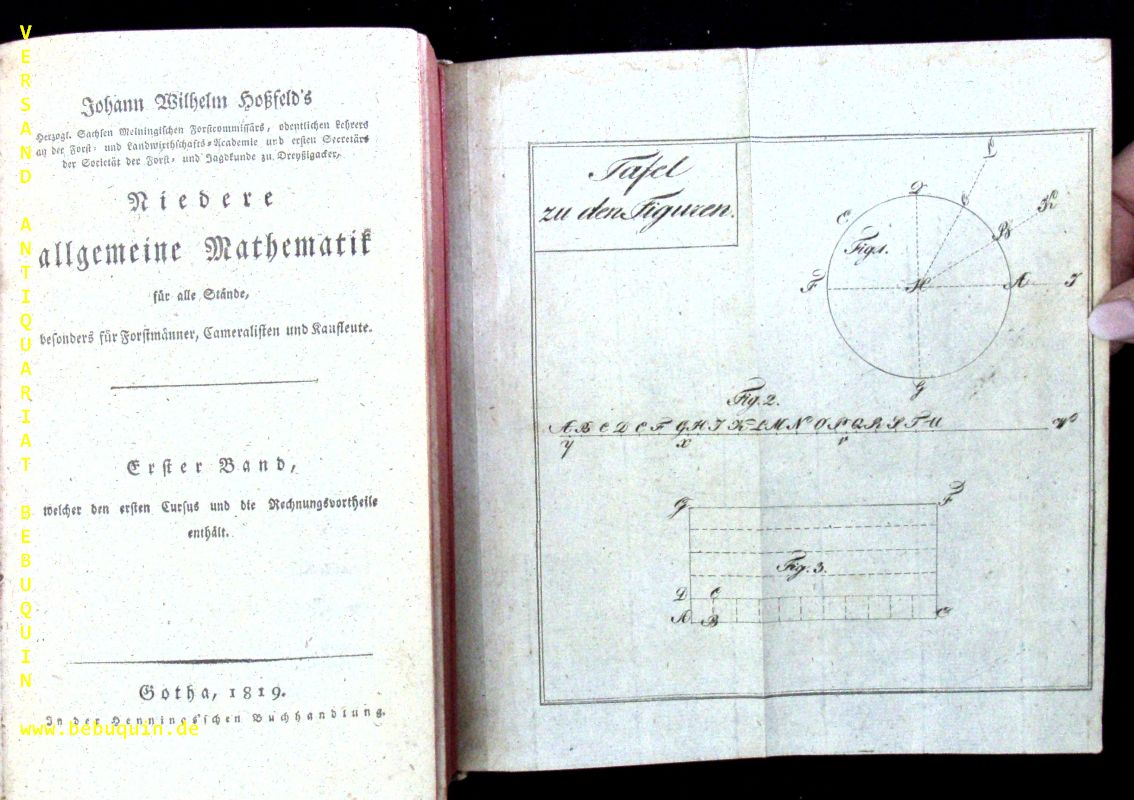 Johann Wilhelm Hoßfeld's
Herzogl. Sachsen Meiningischen Forstcommissärs, odentlichen Lehrers
an der Forst- und Landwirthschafts-Academie und ersten Secretärs
der Societät der Forst- und Jagdkunde zu Dreyßigacker,
Niedere
allgemeine Mathematik
für alle Stände,
besonders für Forstmänner, Cameralisten und Kaufleute.
Erster Band,
welcher den ersten Cursus und die Rechnungsvortheile
enthält.
Gotha, 1819.
In der Hennings'schen Buchhandlung.
VERSAND ANTIQUARIAT BEBUQUIN
www.bebuquin.de
Tafel
zu den Figuren.
L
D
C
K
B
Fig. 1.
F
H
A
J
G
Fig. 2.
A B C D E F G H J K L M N O P Q R S T U
y x
Fig. 3.
D
A B C